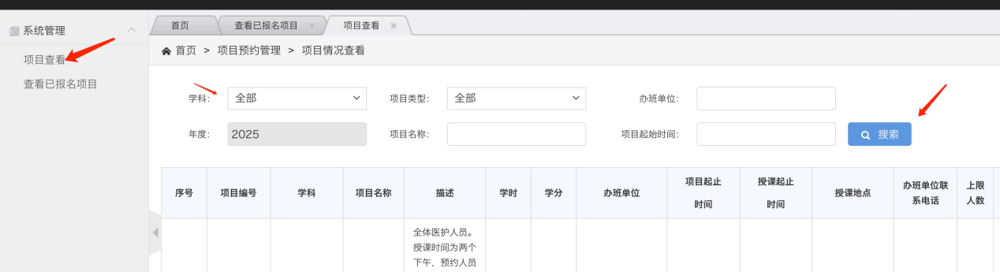 系统管理
项目查看
查看已报名项目
首页 查看已报名项目 × 项目查看 ×
首页 > 项目预约管理 > 项目情况查看
学科: 全部 项目类型: 全部 办班单位:
年度: 2025 项目名称: 项目起始时间: 搜索
序号 项目编号 学科 项目名称 描述 学时 学分 办班单位 项目起止时间 授课起止时间 授课地点 办班单位联系电话 上限人数
全体医护人员。
授课时间为两个
下午，预约人员